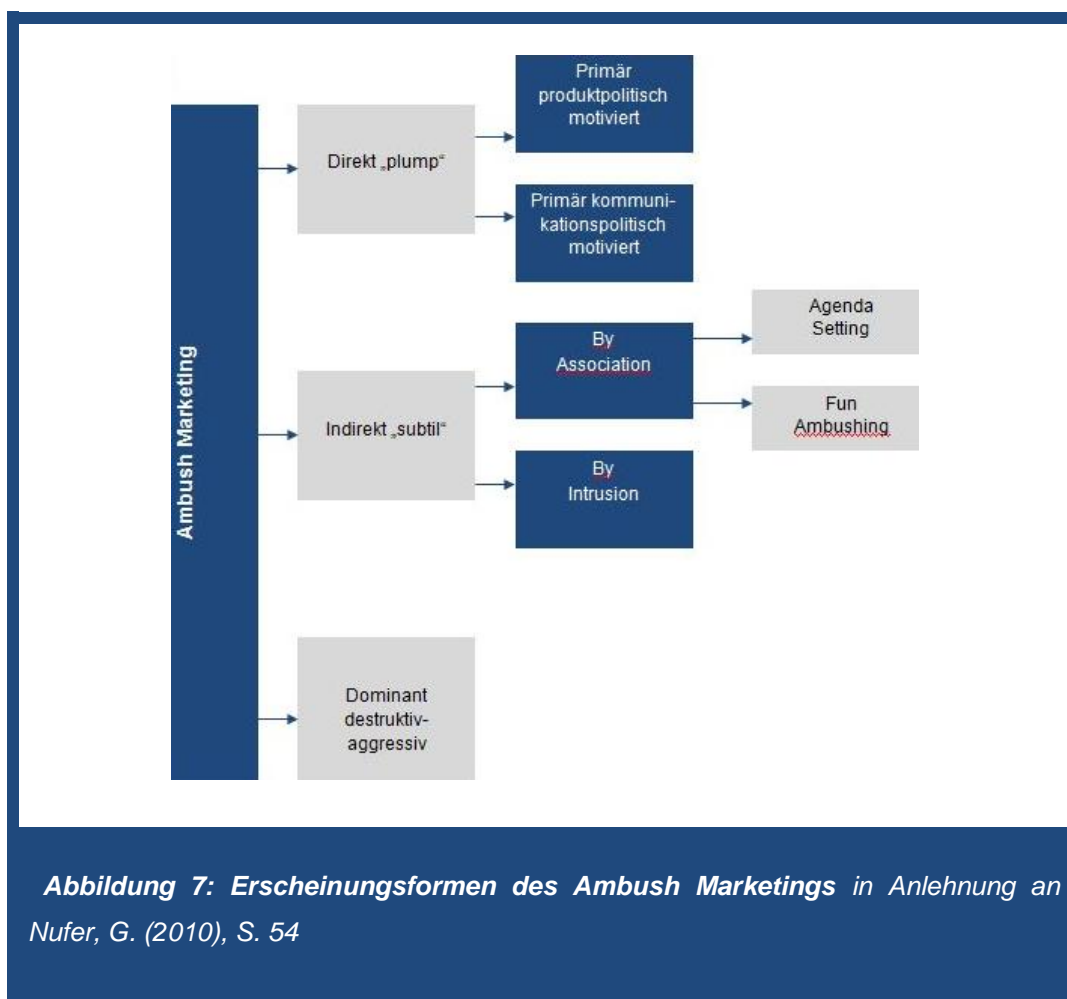 Ambush Marketing
Direkt „plump“
Primär
produktpolitisch
motiviert
Primär kommuni-
kationspolitisch
motiviert
Indirekt „subtil“
By
Association
Agenda
Setting
Fun
Ambushing
By
Intrusion
Dominant
destruktiv-
aggressiv
Abbildung 7: Erscheinungsformen des Ambush Marketings in Anlehnung an
Nufer, G. (2010), S. 54